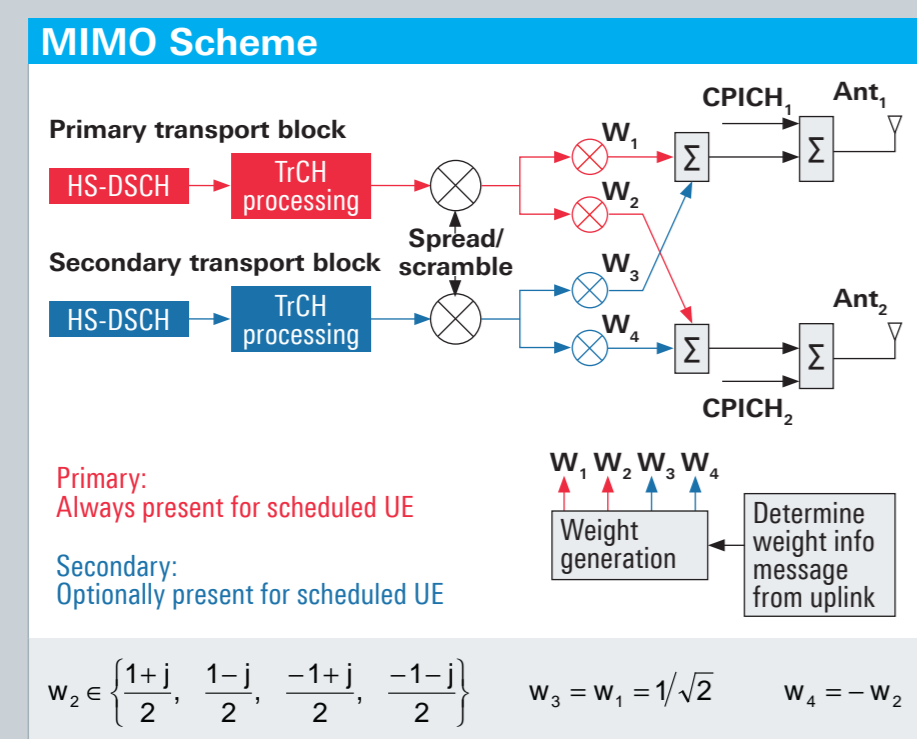 MIMO Scheme
CPICH₁
Ant₁
Primary transport block
HS-DSCH
TrCH
processing
W₁
Σ
Σ
W₂
Spread/
scramble
Secondary transport block
HS-DSCH
TrCH
processing
W₃
W₄
Σ
Σ
Ant₂
CPICH₂
Primary:
Always present for scheduled UE
Secondary:
Optionally present for scheduled UE
W₁ W₂ W₃ W₄
Weight
generation
Determine
weight info
message
from uplink
w₂ ∈ {(1+j)/2, (1−j)/2, (−1+j)/2, (−1−j)/2} w₃ = w₁ = 1/√2 w₄ = − w₂